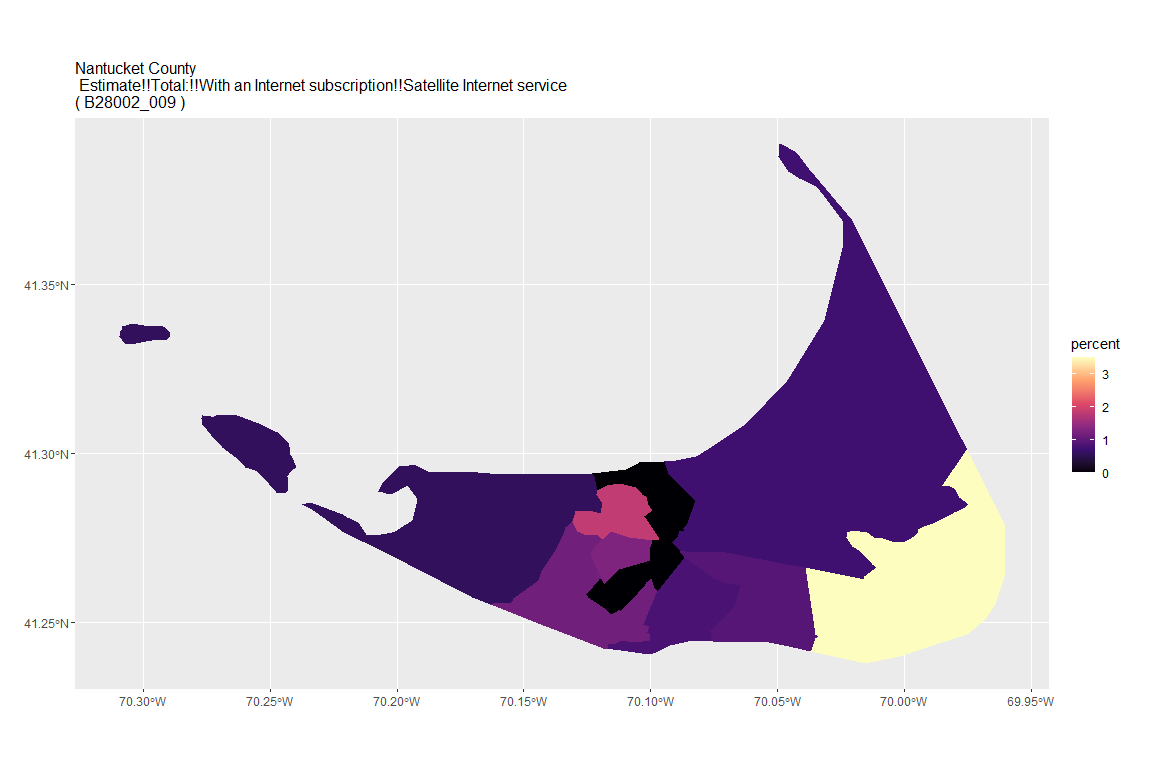 Nantucket County
Estimate!!Total:!!With an Internet subscription!!Satellite Internet service
( B28002_009 )
41.35°N
41.30°N
41.25°N
70.30°W 70.25°W 70.20°W 70.15°W 70.10°W 70.05°W 70.00°W 69.95°W
percent
3
2
1
0